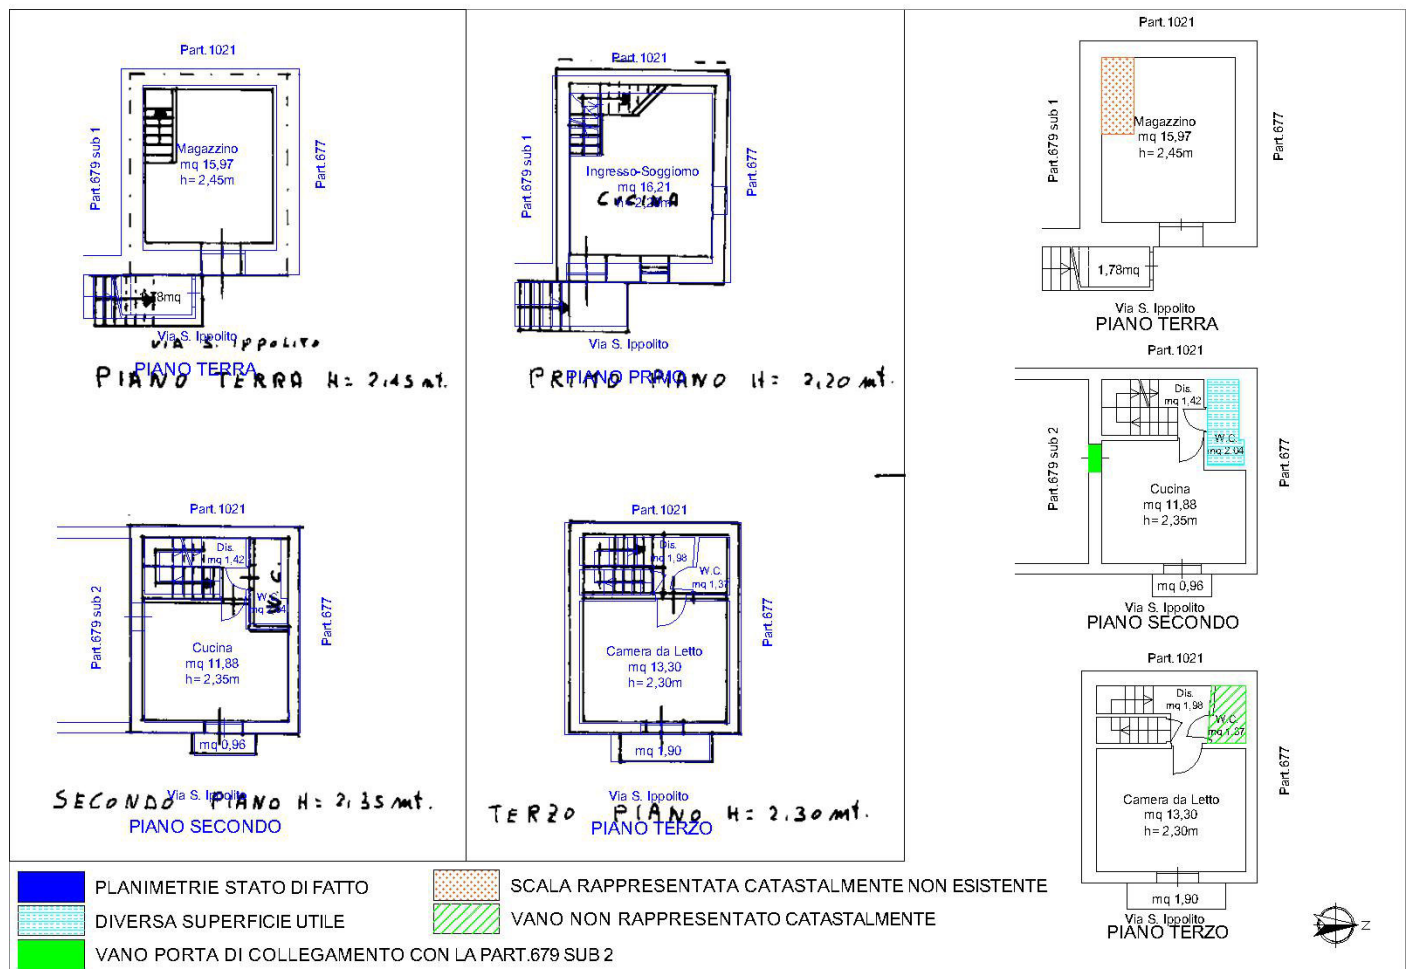 Part.1021
Part.679 sub 1
Magazzino
mq 15,97
h= 2,45m
Part.677
Via S. Ippolito
VIA S. IPPOLITO
PIANO TERRA
PIANO TERRA H= 2,45 mt.
Part.1021
Part.679 sub 1
Ingresso-Soggiorno
mq 16,21
CUCINA
Part.677
Via S. Ippolito
PIANO PRIMO
PRIMO PIANO H= 2,20 mt.
Part.1021
Part.679 sub 2
Dis.
mq 1,42
W.C.
Cucina
mq 11,88
h= 2,35m
Part.677
mq 0,96
Via S. Ippolito
SECONDO PIANO H= 2,35 mt.
PIANO SECONDO
Part.1021
Dis.
mq 1,98
W.C.
mq 1,37
Camera da Letto
mq 13,30
h= 2,30m
Part.677
mq 1,90
Via S. Ippolito
TERZO PIANO H= 2,30 mt.
PIANO TERZO
Part.1021
Part.679 sub 1
Magazzino
mq 15,97
h= 2,45m
Part.677
1,78mq
Via S. Ippolito
PIANO TERRA
Part.1021
Part.679 sub 2
Dis.
mq 1,42
W.C.
mq 2,04
Cucina
mq 11,88
h= 2,35m
Part.677
mq 0,96
Via S. Ippolito
PIANO SECONDO
Part.1021
Dis.
mq 1,98
W.C.
mq 1,37
Camera da Letto
mq 13,30
h= 2,30m
Part.677
mq 1,90
Via S. Ippolito
PIANO TERZO
Z
PLANIMETRIE STATO DI FATTO
DIVERSA SUPERFICIE UTILE
VANO PORTA DI COLLEGAMENTO CON LA PART.679 SUB 2
SCALA RAPPRESENTATA CATASTALMENTE NON ESISTENTE
VANO NON RAPPRESENTATO CATASTALMENTE